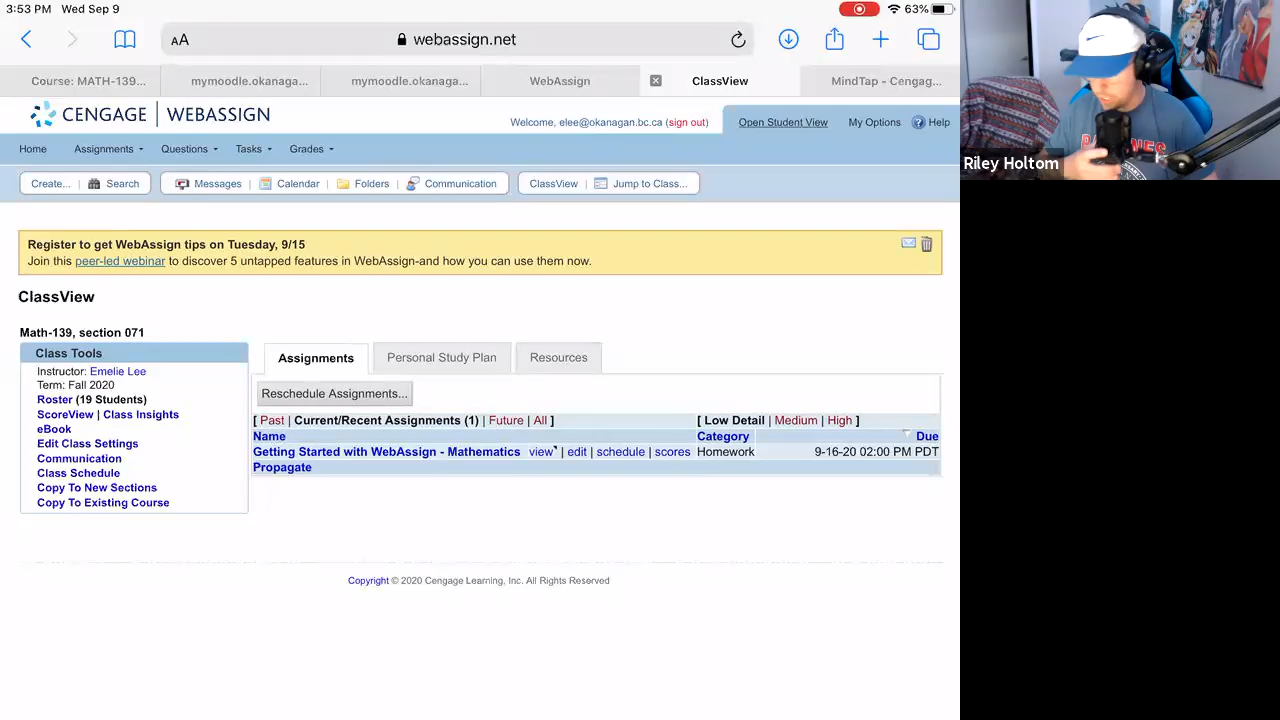 3:53 PM Wed Sep 9 63%
AA webassign.net
Course: MATH-139... mymoodle.okanaga... mymoodle.okanaga... WebAssign ClassView MindTap - Cengag...
CENGAGE | WEBASSIGN
Welcome, elee@okanagan.bc.ca (sign out) Open Student View My Options Help
Home Assignments Questions Tasks Grades
Create... Search Messages Calendar Folders Communication ClassView Jump to Class...
Register to get WebAssign tips on Tuesday, 9/15
Join this peer-led webinar to discover 5 untapped features in WebAssign-and how you can use them now.
ClassView
Math-139, section 071
Class Tools
Instructor: Emelie Lee
Term: Fall 2020
Roster (19 Students)
ScoreView | Class Insights
eBook
Edit Class Settings
Communication
Class Schedule
Copy To New Sections
Copy To Existing Course
Assignments Personal Study Plan Resources
Reschedule Assignments...
[ Past | Current/Recent Assignments (1) | Future | All ] [ Low Detail | Medium | High ]
Name Category Due
Getting Started with WebAssign - Mathematics view | edit | schedule | scores Homework 9-16-20 02:00 PM PDT
Propagate
Copyright © 2020 Cengage Learning, Inc. All Rights Reserved
Riley Holtom